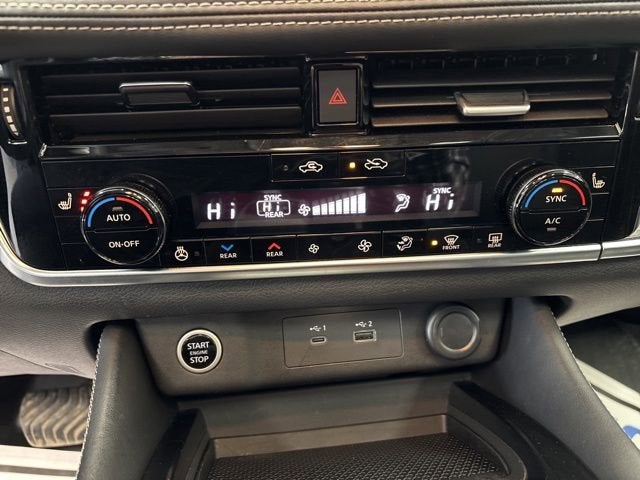 SYNC
SYNC
Hi Hi Hi
REAR
AUTO
ON-OFF
SYNC
A/C
REAR REAR FRONT REAR
START
ENGINE
STOP
1 2